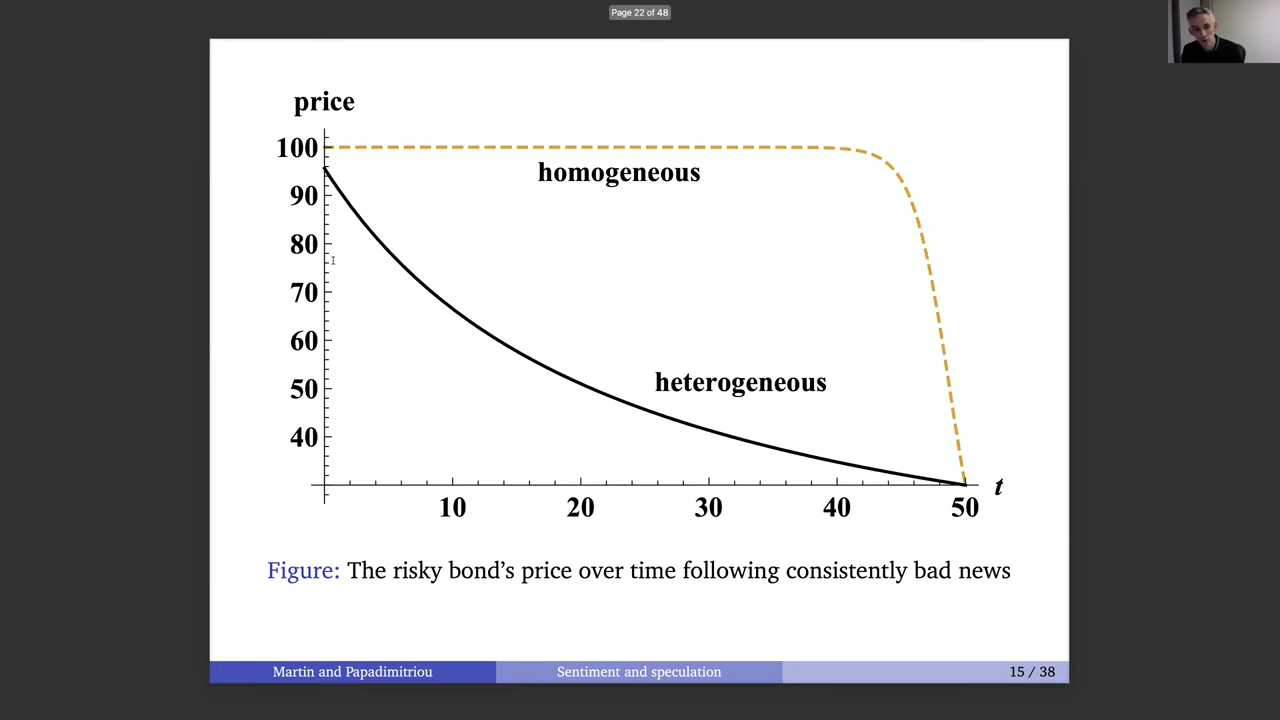 Page 22 of 48
price
100
homogeneous
90
80
70
60
heterogeneous
50
40
10 20 30 40 50 t
Figure: The risky bond's price over time following consistently bad news
Martin and Papadimitriou Sentiment and speculation 15 / 38